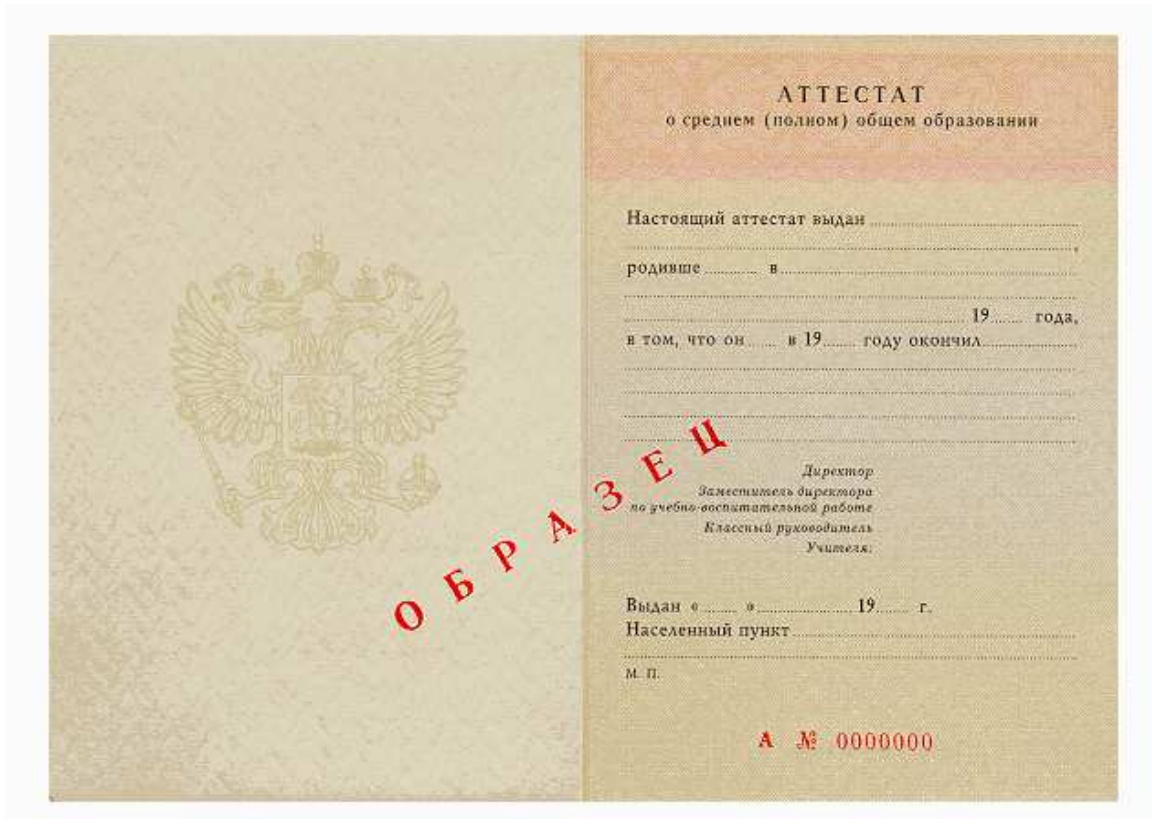 АТТЕСТАТ
о среднем (полном) общем образовании
Настоящий аттестат выдан
,
родивше в
19 года,
в том, что он в 19 году окончил
ОБРАЗЕЦ
Директор
Заместитель директора
по учебно-воспитательной работе
Классный руководитель
Учителя:
Выдан « » 19 г.
Населенный пункт
М. П.
А № 0000000